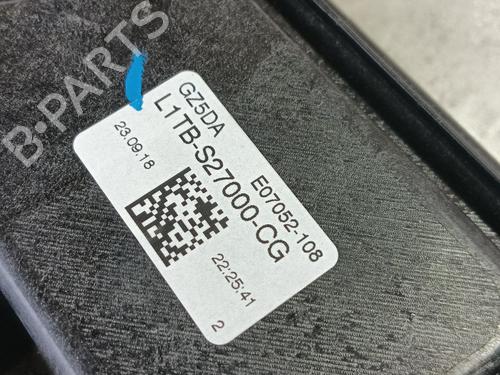 B-PARTS
GZ5DA
L1TB-S27000-CG
E07052-108
23.09.18
22:25:41
2